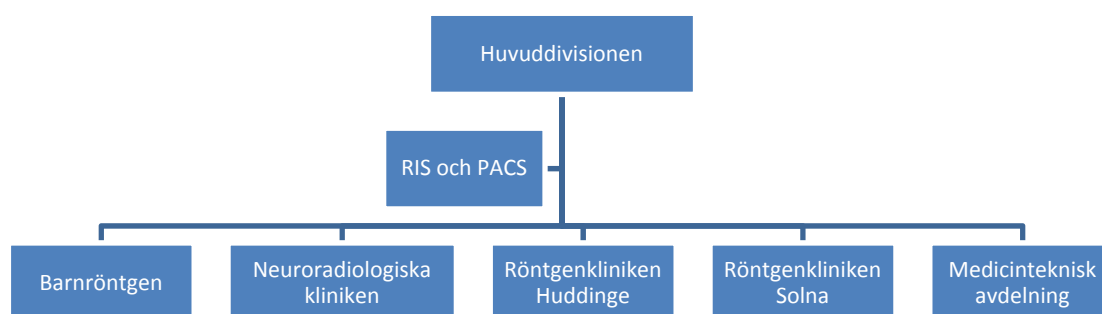 Huvuddivisionen
RIS och PACS
Barnröntgen
Neuroradiologiska
kliniken
Röntgenkliniken
Huddinge
Röntgenkliniken
Solna
Medicinteknisk
avdelning